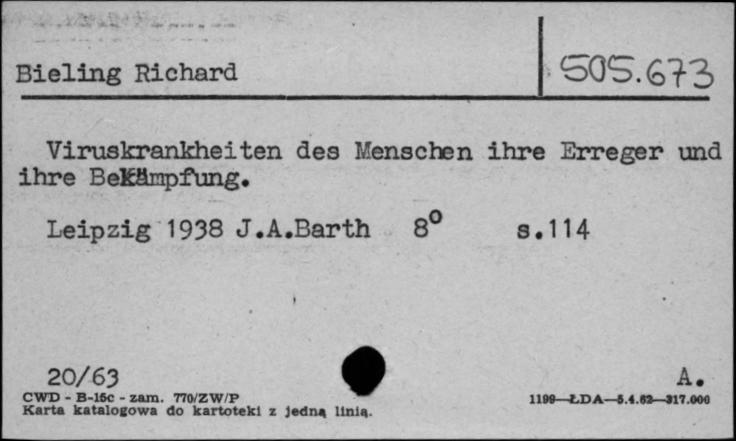 Bieling Richard
505.673
Viruskrankheiten des Menschen ihre Erreger und
ihre Bekämpfung.
Leipzig 1938 J.A.Barth 8° s.114
20/63
A.
CWD - B-15c - zam. 770/ZW/P
1199—ŁDA—5.4.62—317.000
Karta katalogowa do kartoteki z jedną linią.